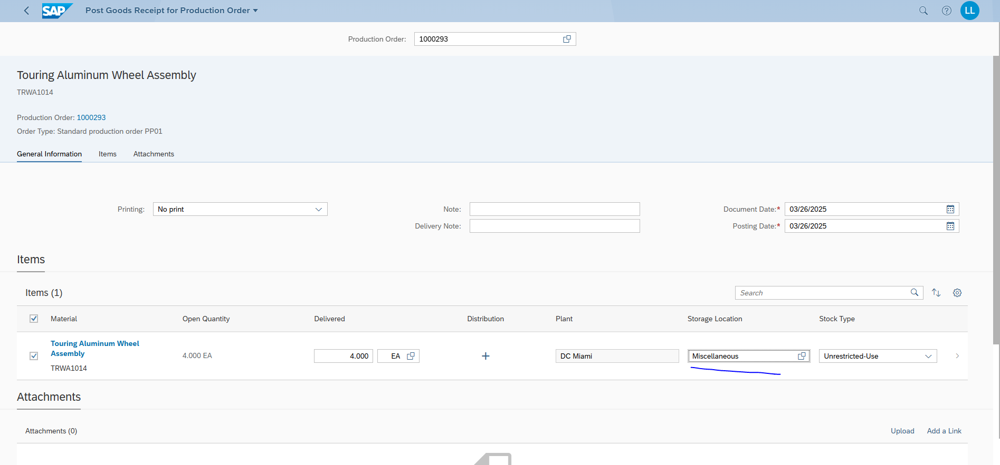 SAP Post Goods Receipt for Production Order LL
Production Order: 1000293
Touring Aluminum Wheel Assembly
TRWA1014
Production Order: 1000293
Order Type: Standard production order PP01
General Information Items Attachments
Printing: No print Note: Document Date:* 03/26/2025
Delivery Note: Posting Date:* 03/26/2025
Items
Items (1) Search
Material Open Quantity Delivered Distribution Plant Storage Location Stock Type
Touring Aluminum Wheel
Assembly
4.000 EA 4.000 EA DC Miami Miscellaneous Unrestricted-Use
TRWA1014
Attachments
Attachments (0) Upload Add a Link